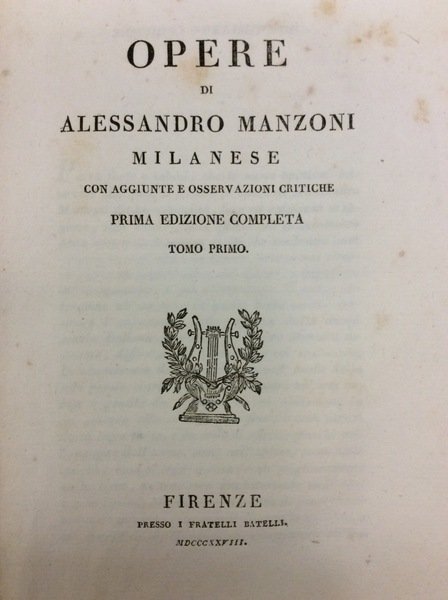 OPERE
DI
ALESSANDRO MANZONI
MILANESE
CON AGGIUNTE E OSSERVAZIONI CRITICHE
PRIMA EDIZIONE COMPLETA
TOMO PRIMO.
FIRENZE
PRESSO I FRATELLI BATELLI.
MDCCCXXVIII.